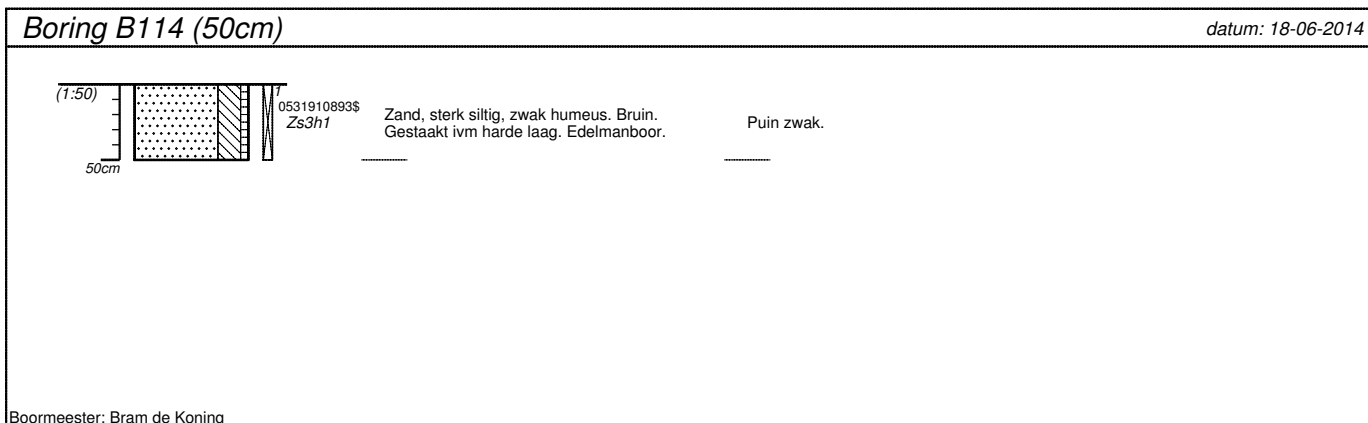 Boring B114 (50cm)
datum: 18-06-2014
(1:50)
1
0531910893$
Zs3h1
Zand, sterk siltig, zwak humeus. Bruin.
Gestaakt ivm harde laag. Edelmanboor.
Puin zwak.
50cm
Boormeester: Bram de Koning